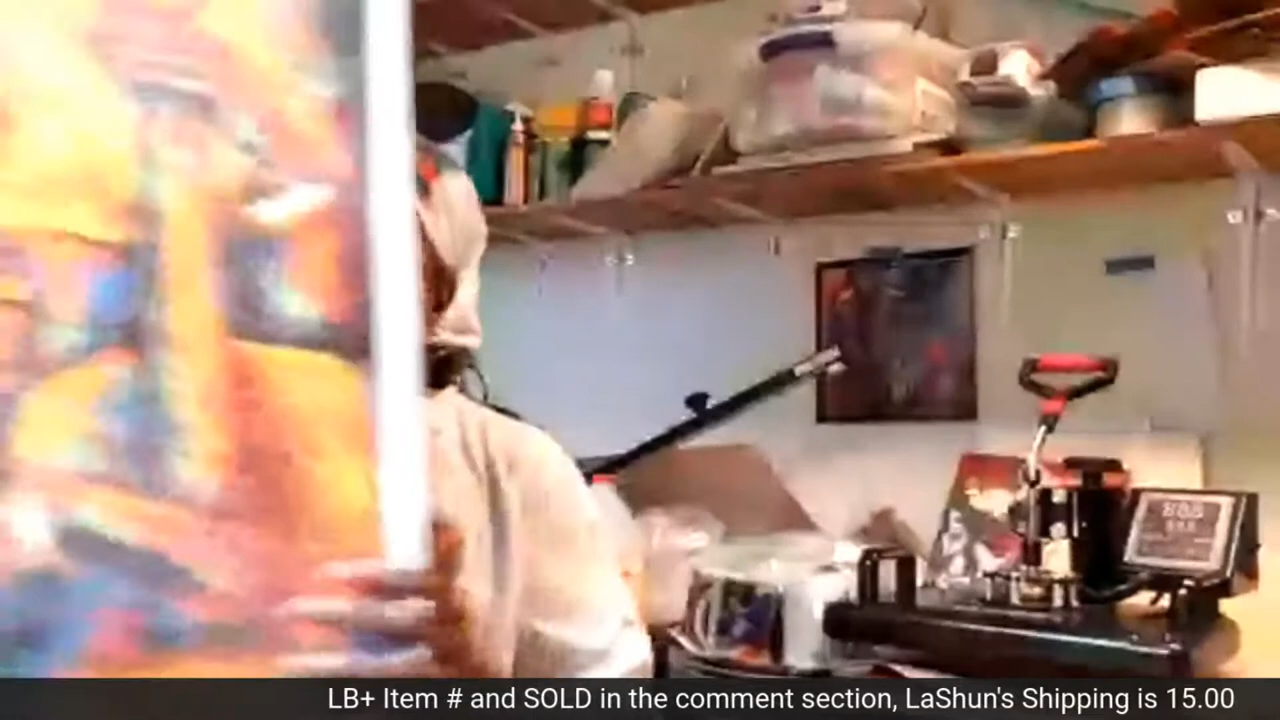 LB+ Item # and SOLD in the comment section, LaShun's Shipping is 15.00